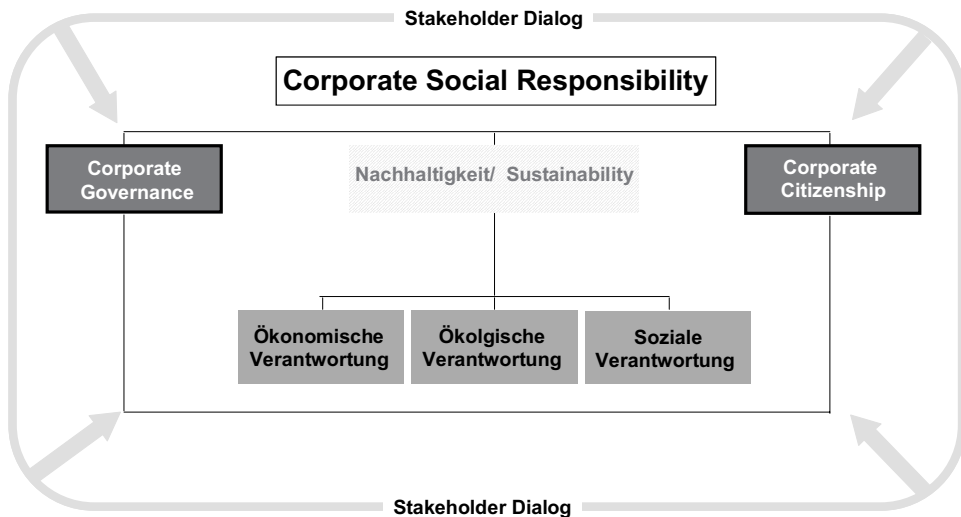 Stakeholder Dialog
Corporate Social Responsibility
Corporate
Governance
Nachhaltigkeit/ Sustainability
Corporate
Citizenship
Ökonomische
Verantwortung
Ökolgische
Verantwortung
Soziale
Verantwortung
Stakeholder Dialog